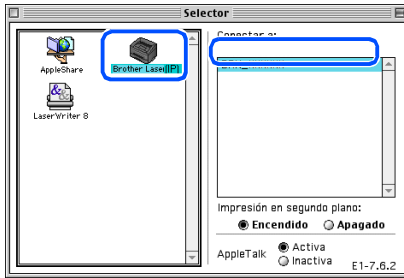 Selector
Conectar a:
AppleShare
Brother Laser(IP)
LaserWriter 8
Impresión en segundo plano:
Encendido
Apagado
AppleTalk
Activa
Inactiva
E1-7.6.2